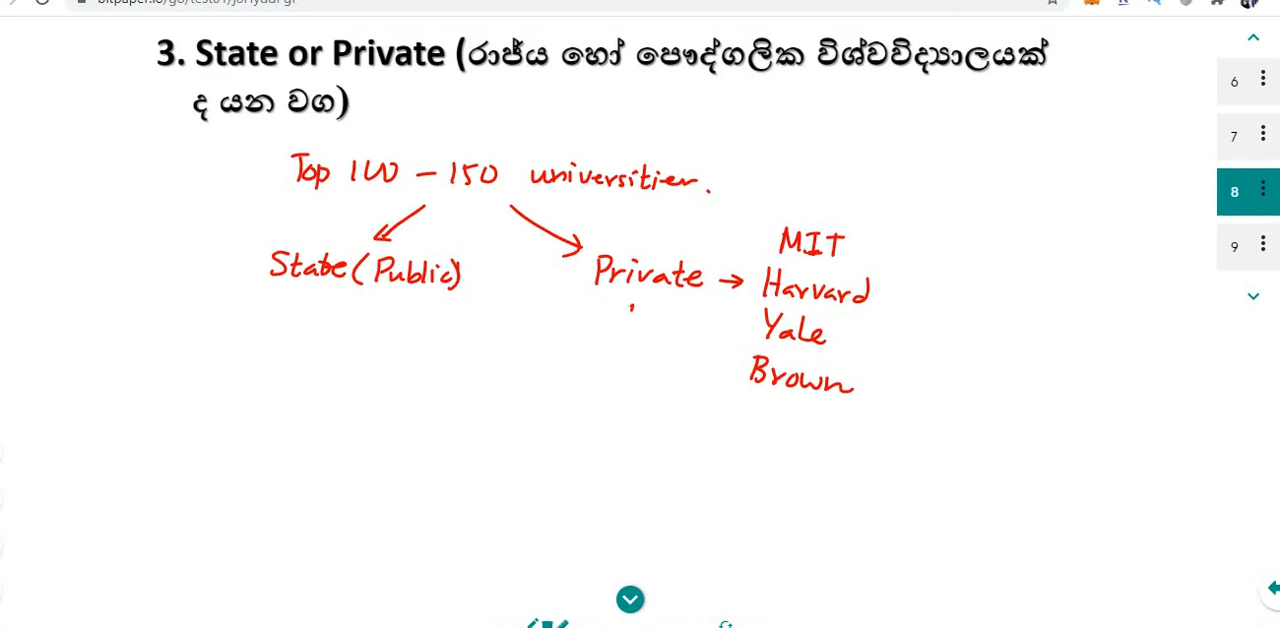 3. State or Private (රාජ්ය හෝ පෞද්ගලික විශ්වවිද්‍යාලයක්
ද යන වග)
Top 100 - 150 universities.
State (Public)
Private → MIT
Harvard
Yale
Brown
6
7
8
9